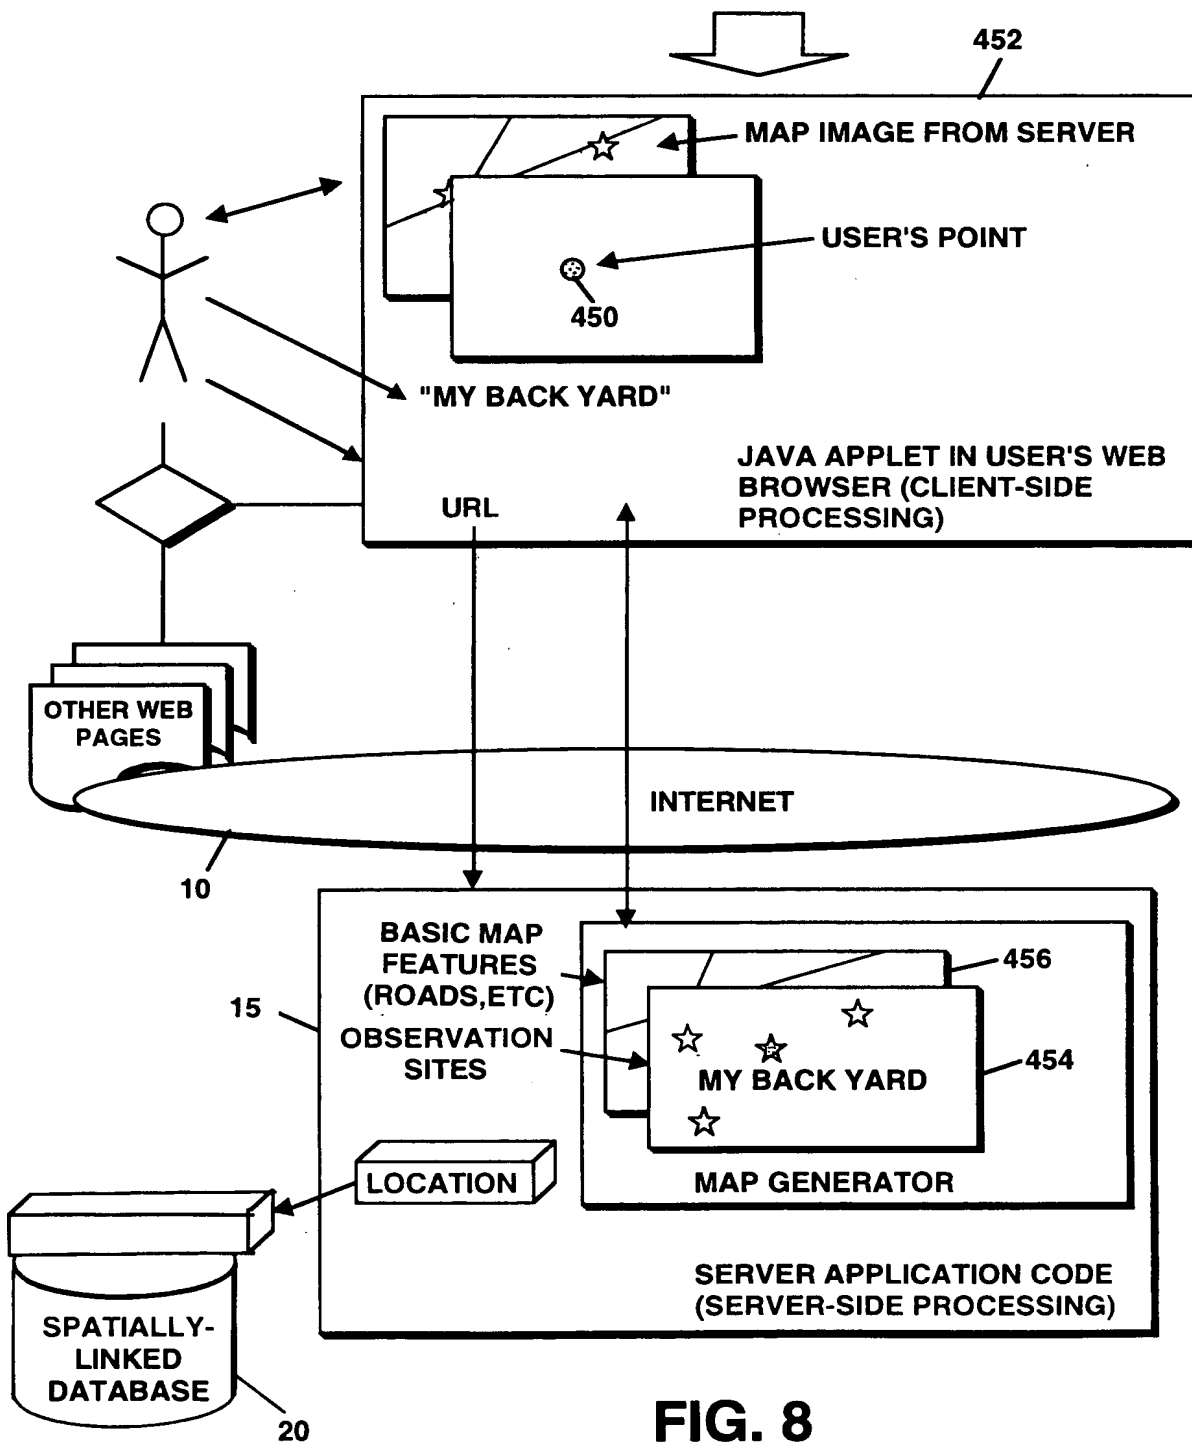 452
MAP IMAGE FROM SERVER
USER'S POINT
450
"MY BACK YARD"
JAVA APPLET IN USER'S WEB
BROWSER (CLIENT-SIDE
PROCESSING)
URL
OTHER WEB
PAGES
INTERNET
10
BASIC MAP
FEATURES
(ROADS,ETC)
456
15
OBSERVATION
SITES
454
MY BACK YARD
LOCATION
MAP GENERATOR
SERVER APPLICATION CODE
(SERVER-SIDE PROCESSING)
SPATIALLY-
LINKED
DATABASE
20
FIG. 8